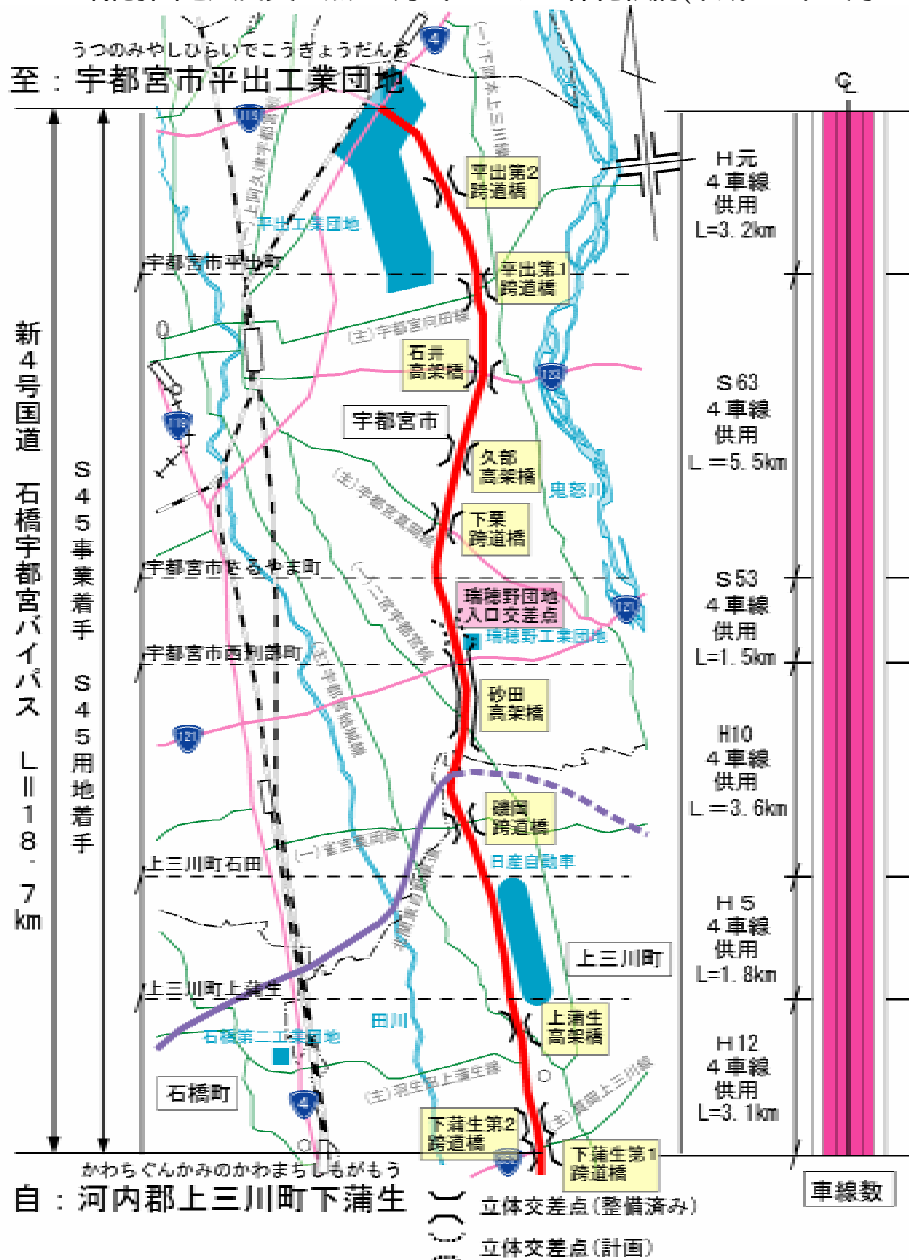 うつのみやしひらいでこうぎょうだんち
至：宇都宮市平出工業団地
4
119
℄
H元
4車線
供用
L=3.2km
平出第2
跨道橋
平出工業団地
宇都宮市平出町
平出第1
跨道橋
(主)宇都宮向田線
石井
高架橋
123
119
宇都宮市
S63
4車線
供用
L=5.5km
久部
高架橋
鬼怒川
下栗
跨道橋
宇都宮市さるやま町
瑞穂野団地
入口交差点
瑞穂野工業団地
121
S53
4車線
供用
L=1.5km
宇都宮市西刑部町
(主)宇都宮結城線
砂田
高架橋
121
H10
4車線
供用
L=3.6km
磯岡
跨道橋
日産自動車
上三川町石田
H5
4車線
供用
L=1.8km
上三川町
上三川町上蒲生
上蒲生
高架橋
田川
石橋第二工業団地
石橋町
4
H12
4車線
供用
L=3.1km
下蒲生第2
跨道橋
下蒲生第1
跨道橋
車線数
新4号国道 石橋宇都宮バイパス L=18.7km
S45事業着手 S45用地着手
かわちぐんかみのかわまちしもがもう
自：河内郡上三川町下蒲生
立体交差点(整備済み)
立体交差点(計画)